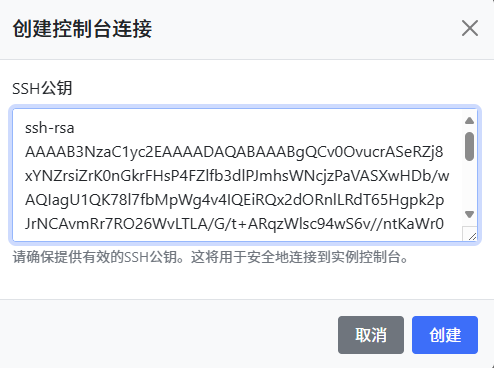 创建控制台连接
SSH公钥
ssh-rsa
AAAAB3NzaC1yc2EAAAADAQABAAABgQCv0OvucrASeRZj8
xYNZrsiZrK0nGkrFHsP4FZlfb3dlPJmhsWNcjzPaVASXwHDb/w
AQIagU1QK78l7fbMpWg4v4IQEiRQx2dORnlLRdT65Hgpk2p
JrNCAvmRr7RO26WvLTLA/G/t+ARqzWlsc94wS6v//ntKaWr0
请确保提供有效的SSH公钥。这将用于安全地连接到实例控制台。
取消
创建